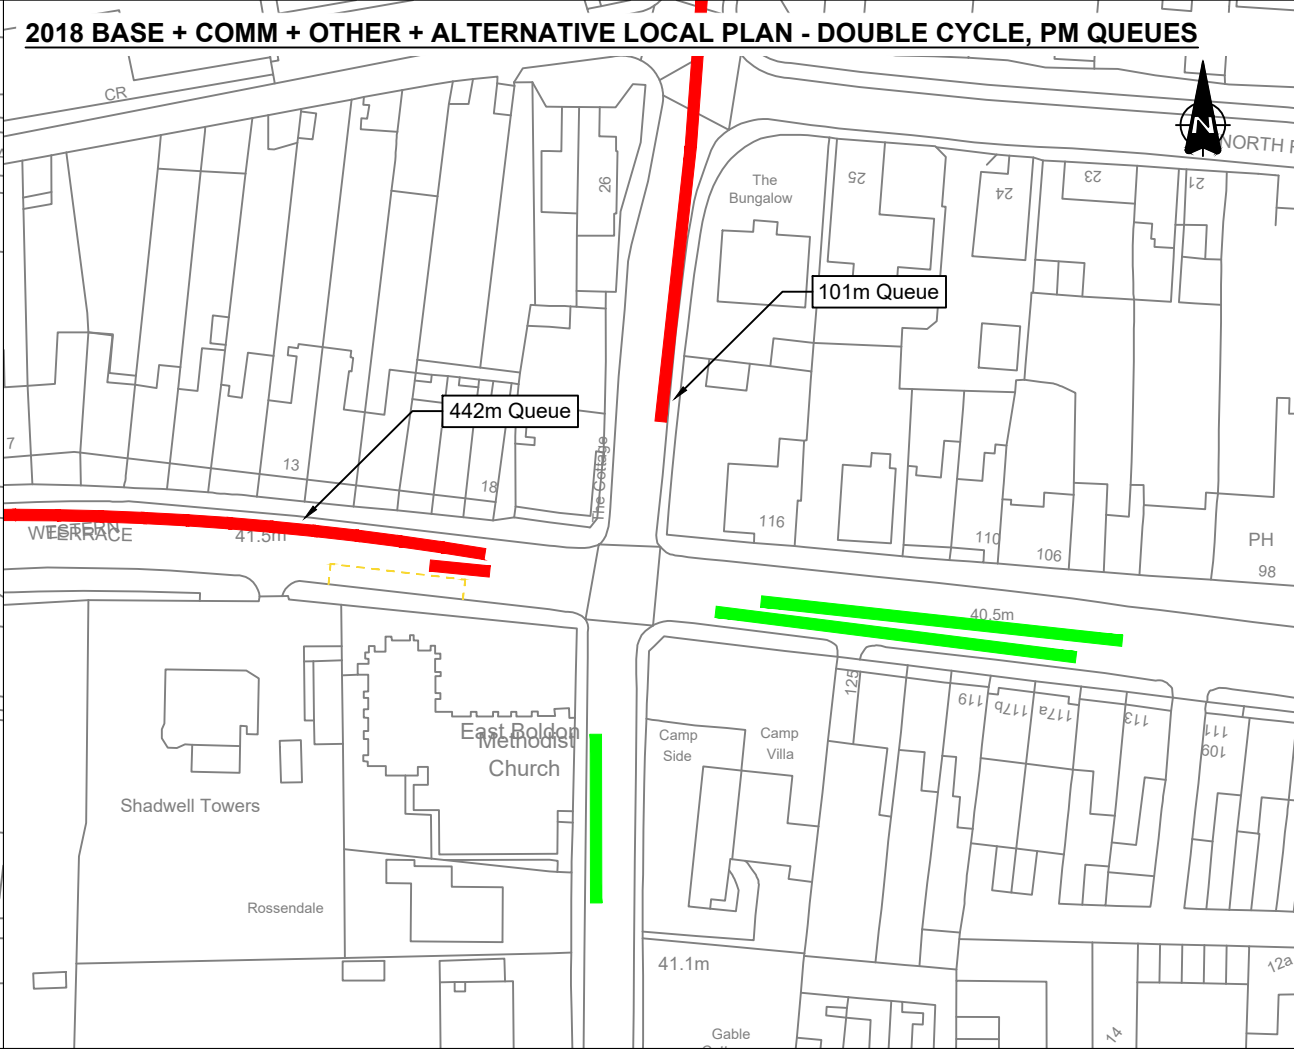 2018 BASE + COMM + OTHER + ALTERNATIVE LOCAL PLAN - DOUBLE CYCLE, PM QUEUES
CR
N
NORTH
26
The
Bungalow
25
24
23
21
101m Queue
442m Queue
7
13
18
The Cottage
WESTERN
TERRACE
41.5m
116
110
106
PH
98
40.5m
125
119
117b
117a
113
111
109
East Boldon
Methodist
Church
Camp
Side
Camp
Villa
Shadwell Towers
Rossendale
41.1m
12a
14
Gable